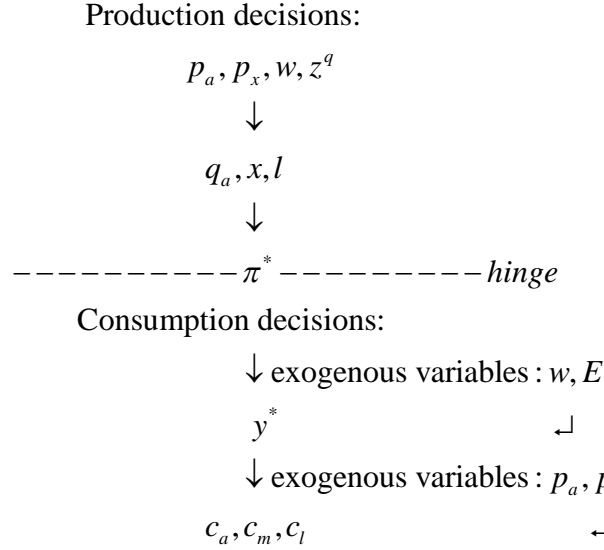 Production decisions:
p_a, p_x, w, z^q
↓
q_a, x, l
↓
----------π*---------hinge
Consumption decisions:
↓ exogenous variables: w, E
y* ↵
↓ exogenous variables: p_a, p
c_a, c_m, c_l ←